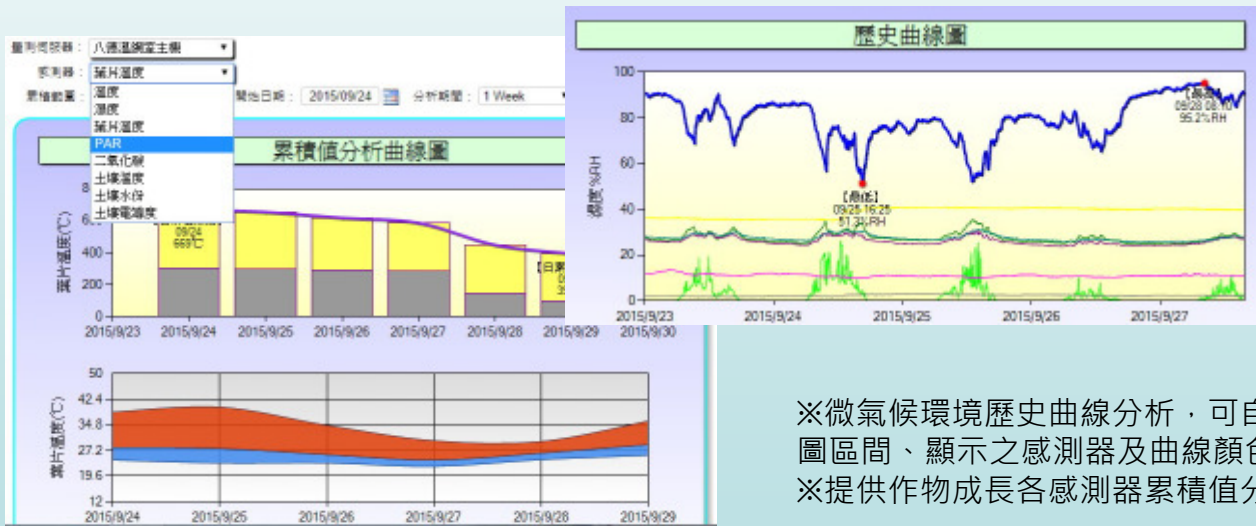 量測伺服器： 八德溫網室主機
感測器： 葉片溫度
累積範圍： 開始日期： 2015/09/24 分析期間： 1 Week
溫度
濕度
葉片溫度
PAR
二氧化碳
土壤溫度
土壤水份
土壤電導度
累積值分析曲線圖
葉片溫度(℃)
8
6
400
200
0
09/24
669℃
【日累
2015/9/23 2015/9/24 2015/9/25 2015/9/26 2015/9/27 2015/9/28 2015/9/29 2015/9/30
葉片溫度(℃)
50
42.4
34.8
27.2
19.6
12
2015/9/24 2015/9/25 2015/9/26 2015/9/27 2015/9/28 2015/9/29
歷史曲線圖
濕度%RH
100
80
60
40
20
0
【最高】
09/28 08:10
95.2%RH
【最低】
09/25 16:25
51.3%RH
2015/9/23 2015/9/24 2015/9/25 2015/9/26 2015/9/27
※微氣候環境歷史曲線分析，可自
圖區間、顯示之感測器及曲線顏色
※提供作物成長各感測器累積值分